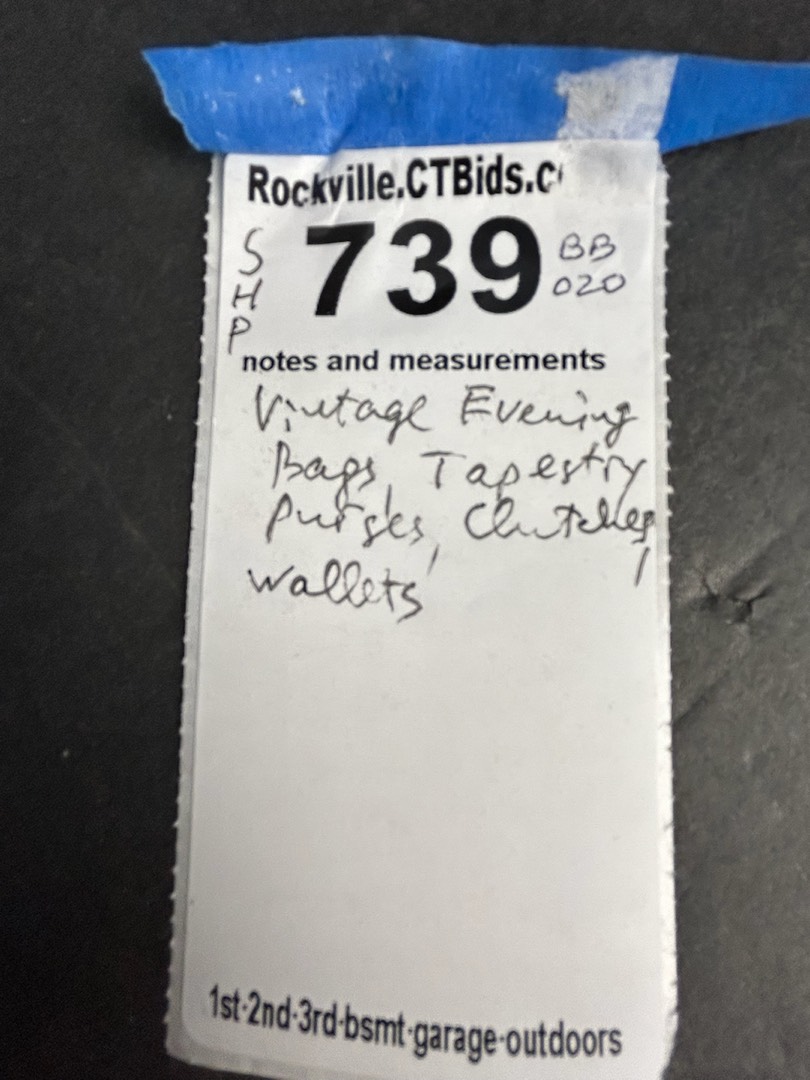 Rockville.CTBids.c
SHP
739
BB
020
notes and measurements
Vintage Evening
Bags, Tapestry
Purses, Clutches,
Wallets
1st·2nd·3rd·bsmt·garage·outdoors